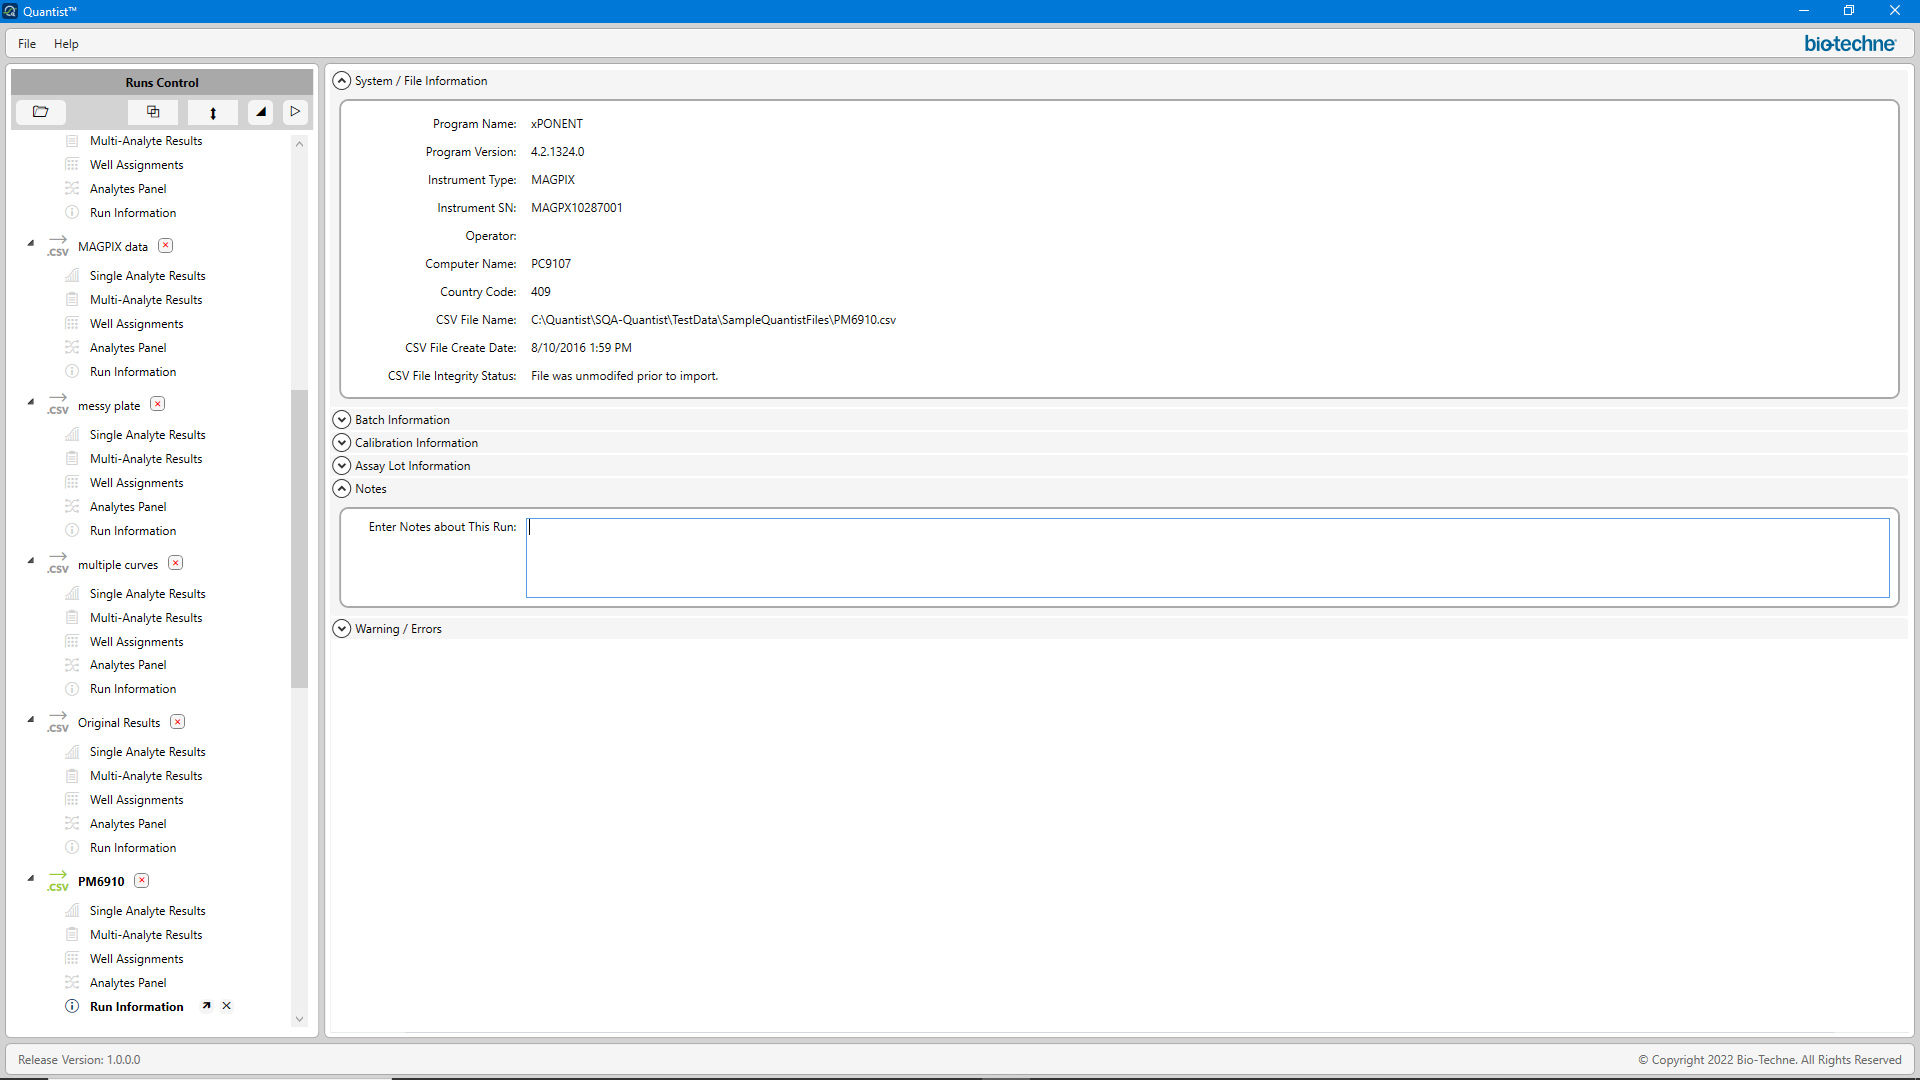 Quantist™
File Help
bio-techne®
Runs Control
Multi-Analyte Results
Well Assignments
Analytes Panel
Run Information
.CSV MAGPIX data
Single Analyte Results
Multi-Analyte Results
Well Assignments
Analytes Panel
Run Information
.CSV messy plate
Single Analyte Results
Multi-Analyte Results
Well Assignments
Analytes Panel
Run Information
.CSV multiple curves
Single Analyte Results
Multi-Analyte Results
Well Assignments
Analytes Panel
Run Information
.CSV Original Results
Single Analyte Results
Multi-Analyte Results
Well Assignments
Analytes Panel
Run Information
.CSV PM6910
Single Analyte Results
Multi-Analyte Results
Well Assignments
Analytes Panel
Run Information
System / File Information
Program Name: xPONENT
Program Version: 4.2.1324.0
Instrument Type: MAGPIX
Instrument SN: MAGPX10287001
Operator:
Computer Name: PC9107
Country Code: 409
CSV File Name: C:\Quantist\SQA-Quantist\TestData\SampleQuantistFiles\PM6910.csv
CSV File Create Date: 8/10/2016 1:59 PM
CSV File Integrity Status: File was unmodifed prior to import.
Batch Information
Calibration Information
Assay Lot Information
Notes
Enter Notes about This Run:
Warning / Errors
Release Version: 1.0.0.0
© Copyright 2022 Bio-Techne. All Rights Reserved